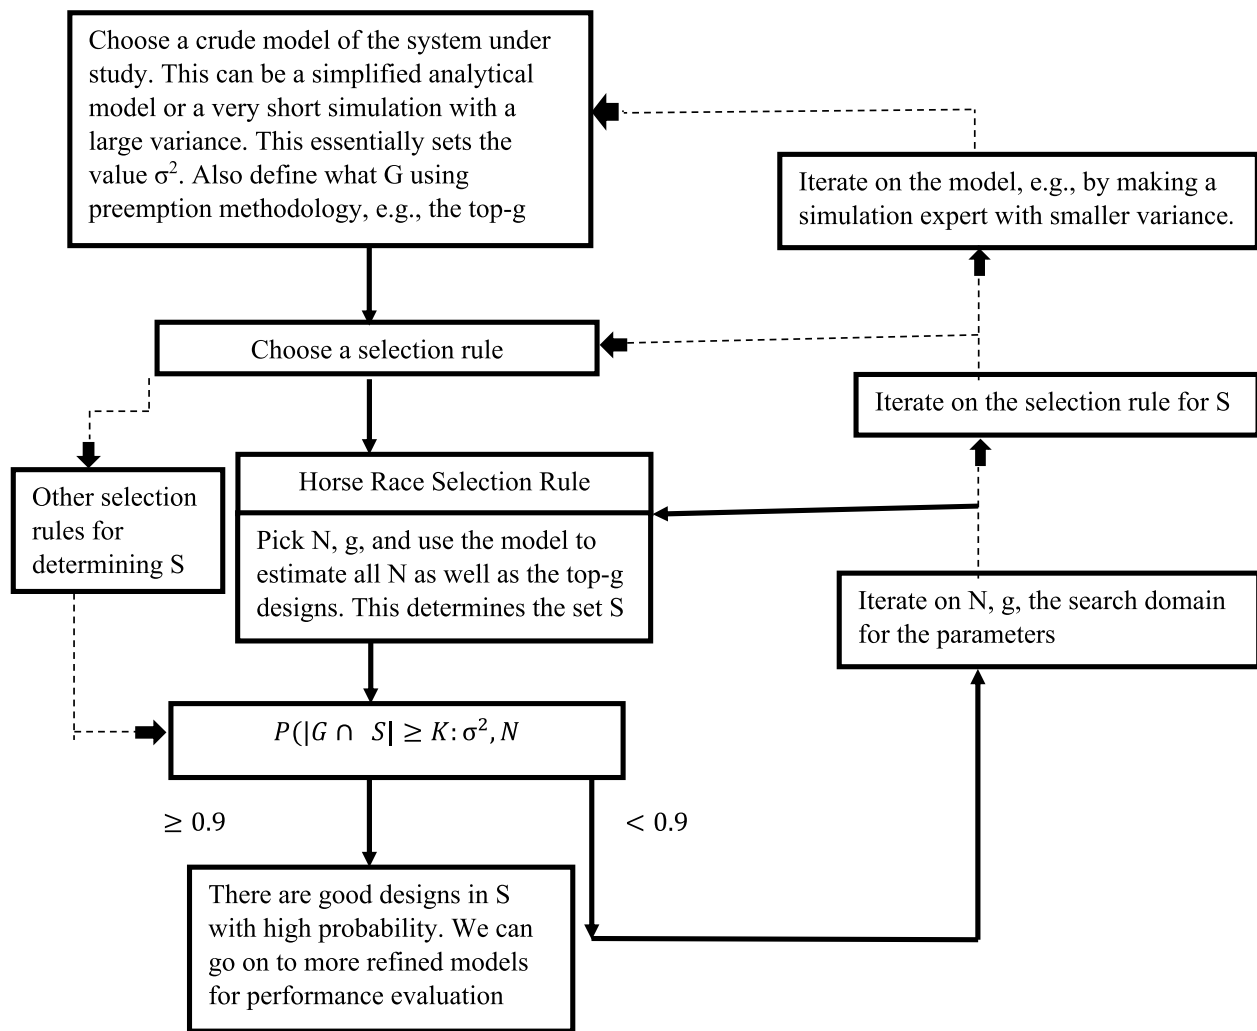 Choose a crude model of the system under
study. This can be a simplified analytical
model or a very short simulation with a
large variance. This essentially sets the
value σ². Also define what G using
preemption methodology, e.g., the top-g
Iterate on the model, e.g., by making a
simulation expert with smaller variance.
Choose a selection rule
Iterate on the selection rule for S
Other selection
rules for
determining S
Horse Race Selection Rule
Pick N, g, and use the model to
estimate all N as well as the top-g
designs. This determines the set S
Iterate on N, g, the search domain
for the parameters
P(|G ∩ S| ≥ K: σ², N
≥ 0.9
< 0.9
There are good designs in S
with high probability. We can
go on to more refined models
for performance evaluation